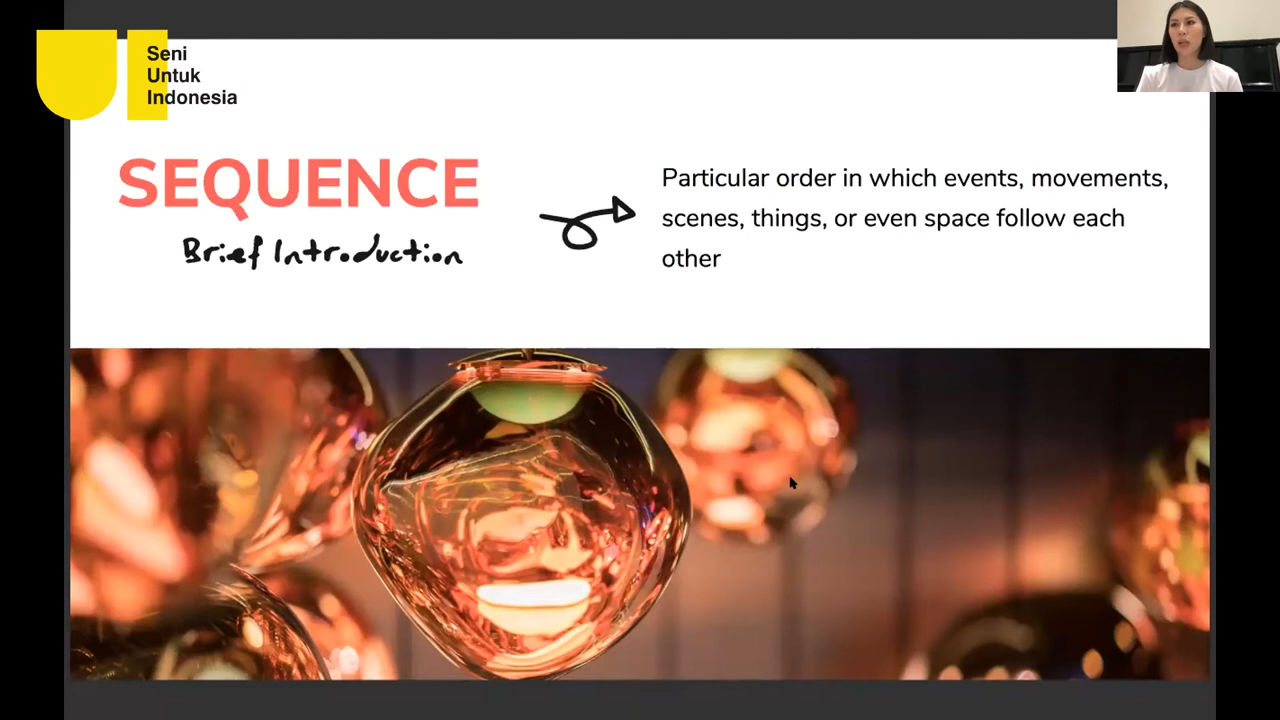 Seni
Untuk
Indonesia
SEQUENCE
Brief Introduction
Particular order in which events, movements,
scenes, things, or even space follow each
other